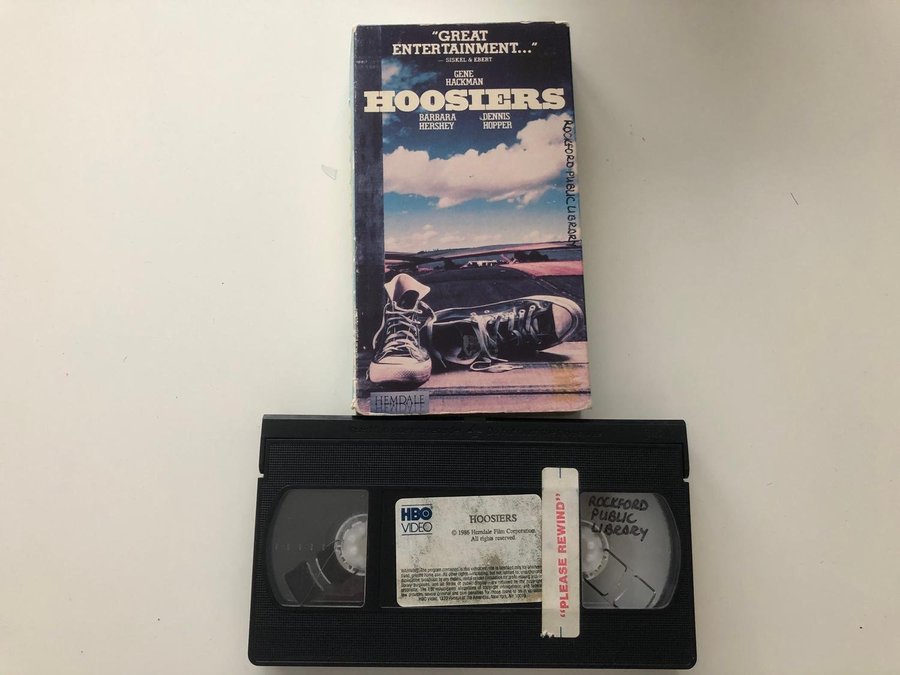 "GREAT
ENTERTAINMENT..."
— SISKEL & EBERT
GENE
HACKMAN
HOOSIERS
BARBARA
HERSHEY
DENNIS
HOPPER
ROCKFORD PUBLIC LIBRARY
HEMDALE
HBO
VIDEO
HOOSIERS
© 1986 Hemdale Film Corporation.
All rights reserved.
"PLEASE REWIND"
ROCKFORD
PUBLIC
LIBRARY